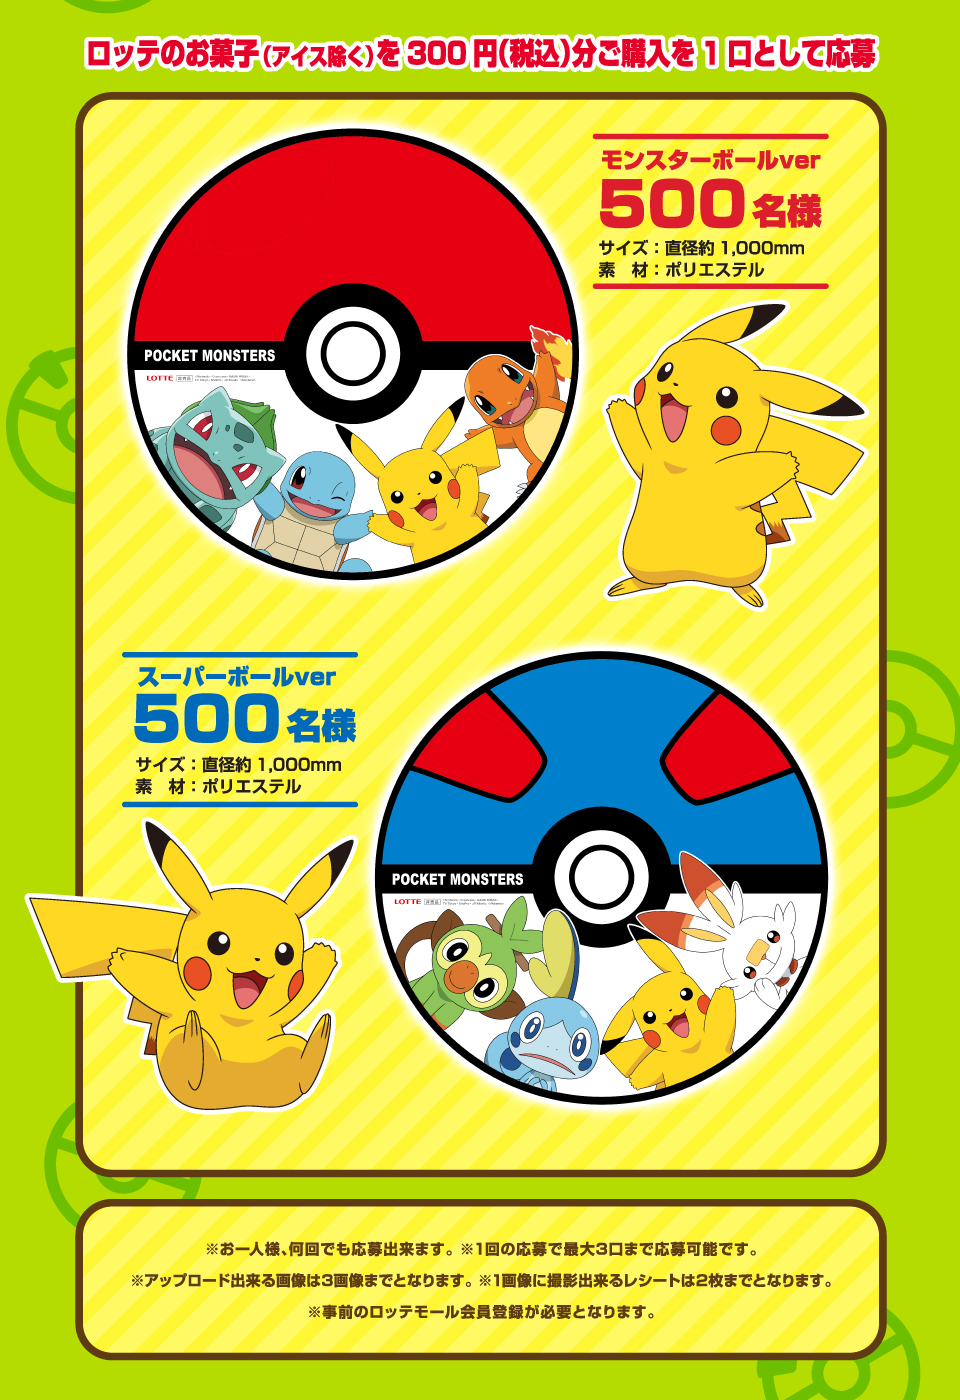 ロッテのお菓子(アイス除く)を300円(税込)分ご購入を1口として応募
モンスターボールver
500名様
サイズ：直径約1,000mm
素　材：ポリエステル
POCKET MONSTERS
LOTTE 非売品
スーパーボールver
500名様
サイズ：直径約1,000mm
素　材：ポリエステル
POCKET MONSTERS
LOTTE 非売品
※お一人様、何回でも応募出来ます。※1回の応募で最大3口まで応募可能です。
※アップロード出来る画像は3画像までとなります。※1画像に撮影出来るレシートは2枚までとなります。
※事前のロッテモール会員登録が必要となります。